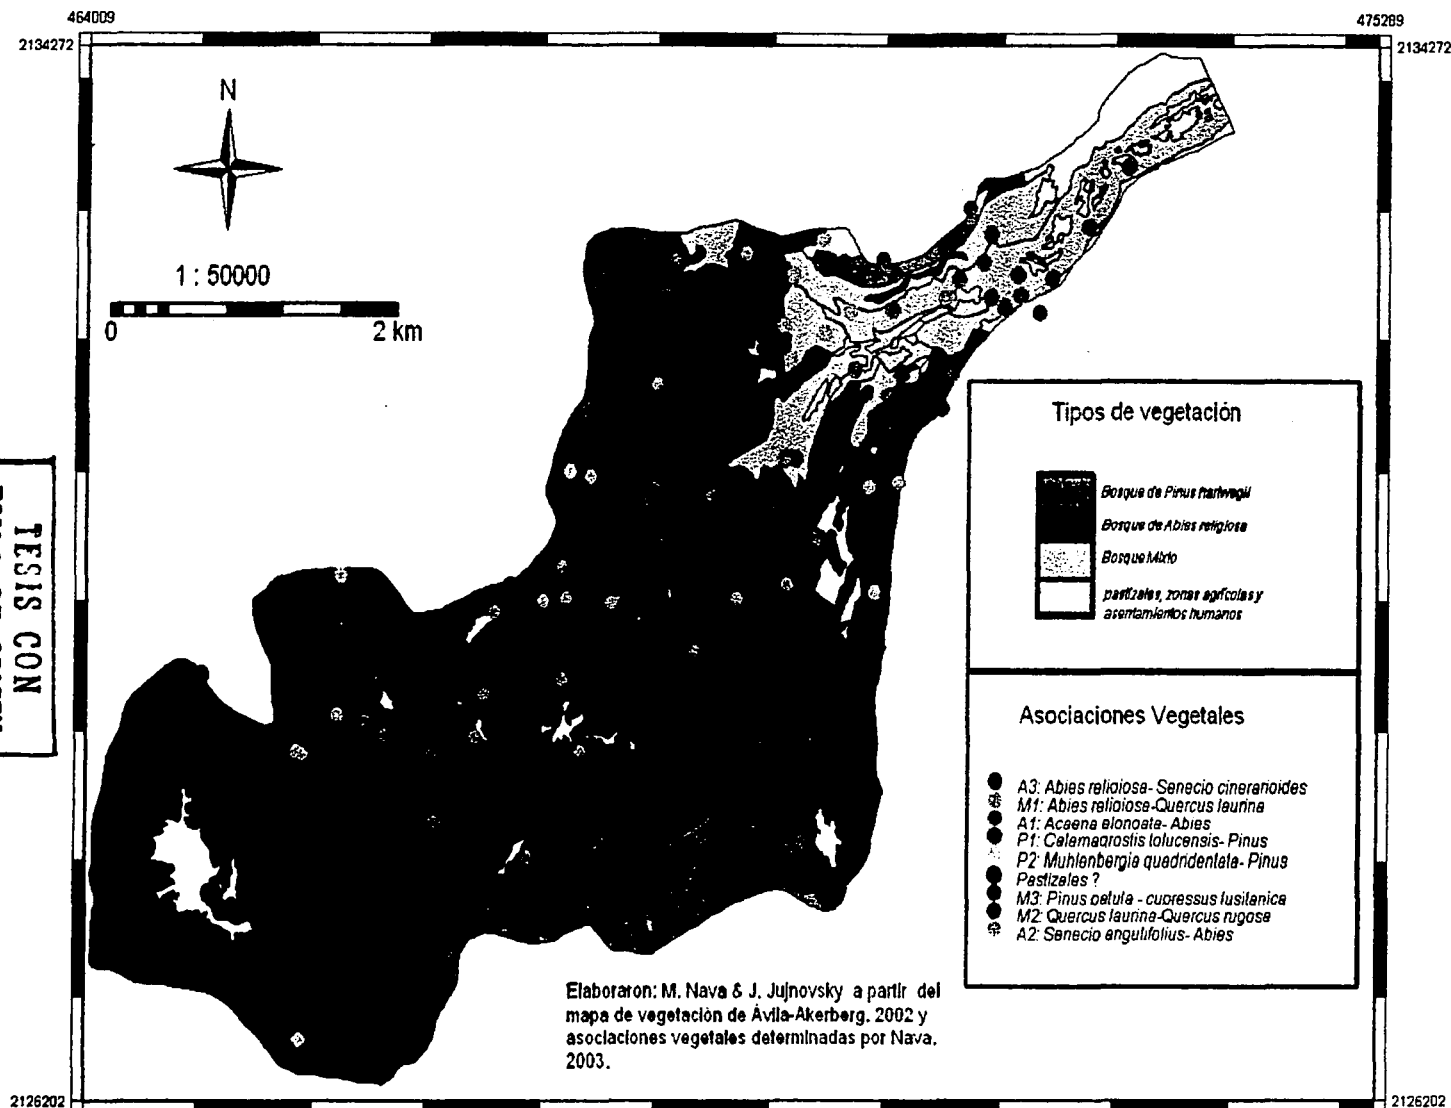 464009
475289
2134272
2134272
N
1 : 50000
0
2 km
TESIS CON
Tipos de vegetación
Bosque de Pinus hartwegii
Bosque de Abies religiosa
Bosque Mixto
pastizales, zonas agrícolas y
asentamientos humanos
Asociaciones Vegetales
A3: Abies religiosa- Senecio cinerarioides
M1: Abies religiosa-Quercus laurina
A1: Acaena elongata- Abies
P1: Calamagrostis tolucensis- Pinus
P2: Muhlenbergia quadridentata- Pinus
Pastizales ?
M3: Pinus patula - cupressus lusitanica
M2: Quercus laurina-Quercus rugosa
A2: Senecio angulifolius- Abies
Elaboraron: M. Nava & J. Jujnovsky a partir del
mapa de vegetación de Ávila-Akerberg. 2002 y
asociaciones vegetales determinadas por Nava.
2003.
2126202
2126202